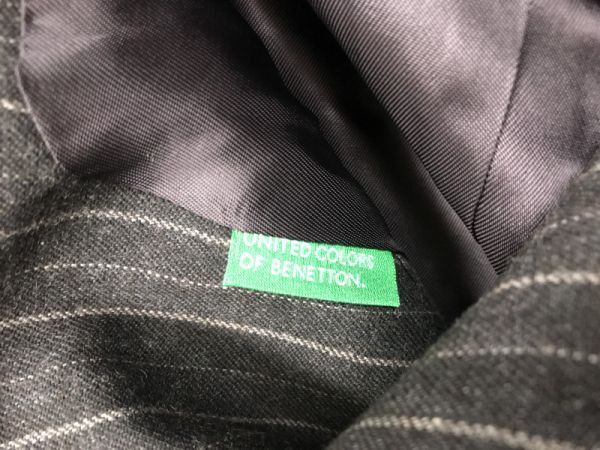 UNITED COLORS
OF BENETTON.